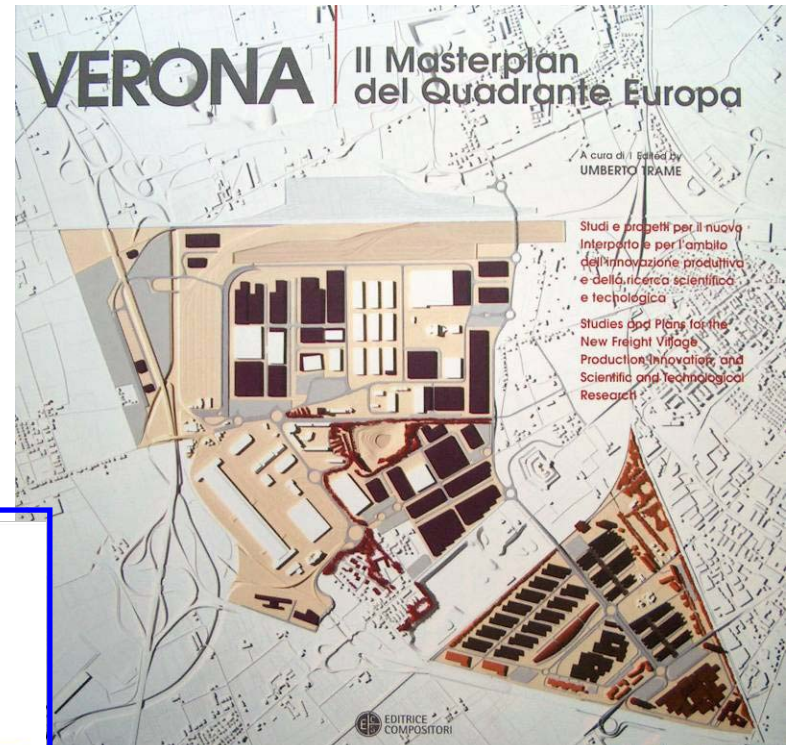 VERONA
Il Masterplan
del Quadrante Europa
A cura di | Edited by
UMBERTO TRAME
Studi e progetti per il nuovo
Interporto e per l'ambito
dell'innovazione produttiva
e della ricerca scientifica
e tecnologica
Studies and Plans for the
New Freight Village
Production Innovation, and
Scientific and Technological
Research
EDITRICE
COMPOSITORI